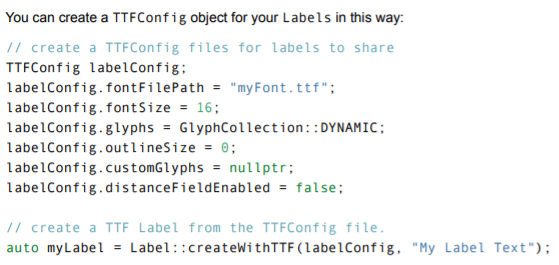 You can create a TTFConfig object for your Labels in this way:
// create a TTFConfig files for labels to share
TTFConfig labelConfig;
labelConfig.fontFilePath = "myFont.ttf";
labelConfig.fontSize = 16;
labelConfig.glyphs = GlyphCollection::DYNAMIC;
labelConfig.outlineSize = 0;
labelConfig.customGlyphs = nullptr;
labelConfig.distanceFieldEnabled = false;
// create a TTF Label from the TTFConfig file.
auto myLabel = Label::createWithTTF(labelConfig, "My Label Text");